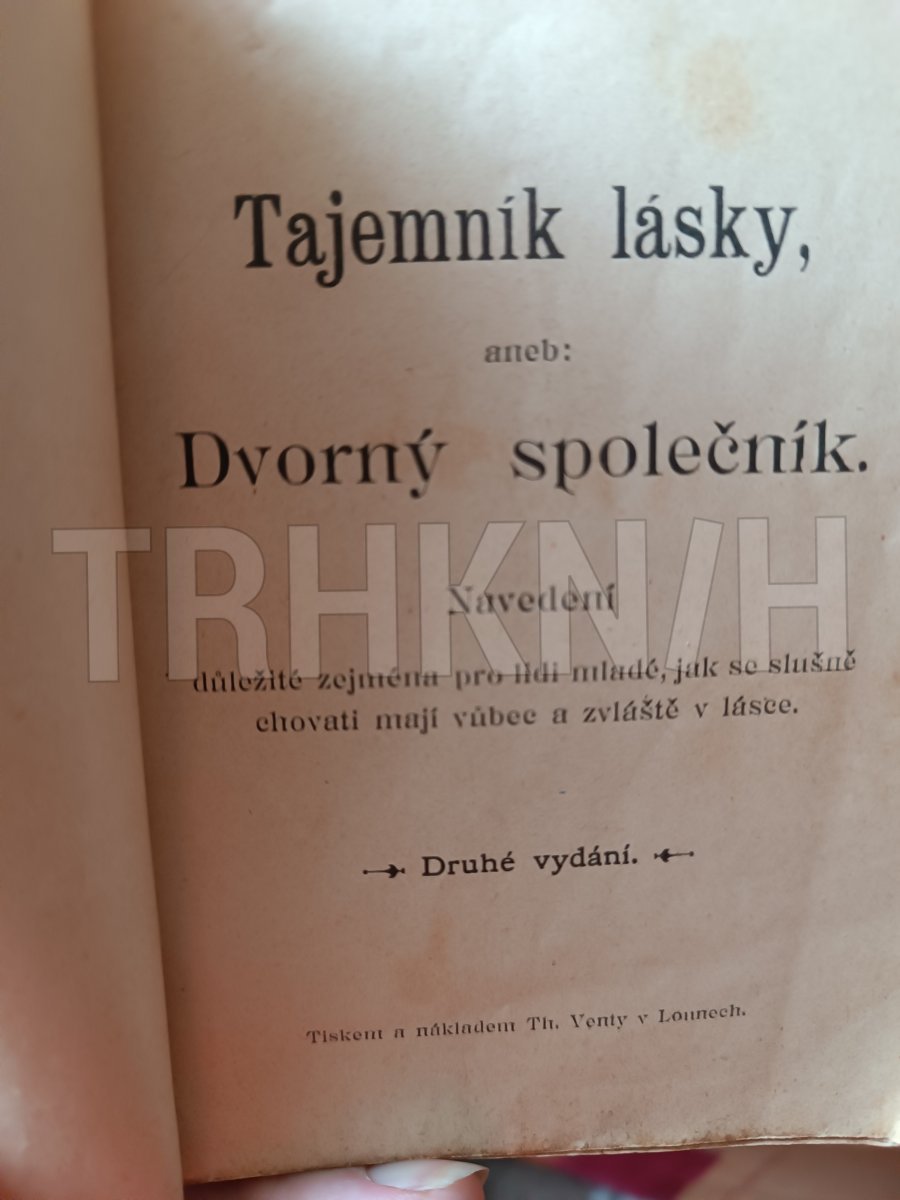 Tajemník lásky,
aneb:
Dvorný společník.
TRHKN/H
Navedení
důležité zejména pro lidi mladé, jak se slušně
chovati mají vůbec a zvláště v lásce.
Druhé vydání.
Tiskem a nákladem Th. Venty v Lounech.